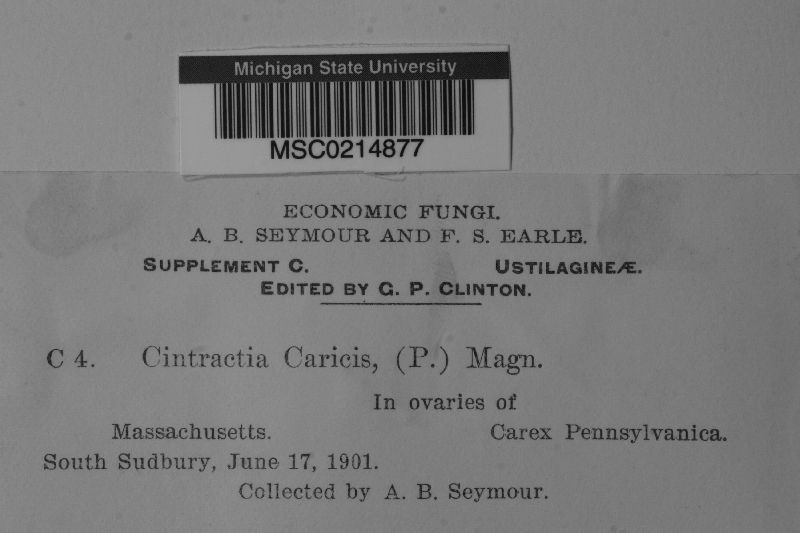 Michigan State University
MSC0214877
ECONOMIC FUNGI.
A. B. SEYMOUR AND F. S. EARLE.
SUPPLEMENT C. USTILAGINEÆ.
EDITED BY G. P. CLINTON.
C 4. Cintractia Caricis, (P.) Magn.
In ovaries of
Massachusetts. Carex Pennsylvanica.
South Sudbury, June 17, 1901.
Collected by A. B. Seymour.